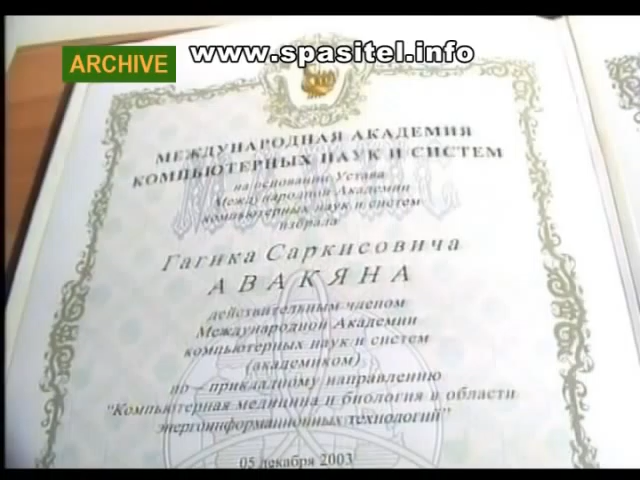 ARCHIVE
www.spasitel.info
МЕЖДУНАРОДНАЯ АКАДЕМИЯ
КОМПЬЮТЕРНЫХ НАУК И СИСТЕМ
на основании Устава
Международной Академии
компьютерных наук и систем
избрала
Гагика Саркисовича
АВАКЯНА
действительным членом
Международной Академии
компьютерных наук и систем
(академиком)
по – прикладному направлению
"Компьютерная медицина и биология в области
энергоинформационных технологий"
05 декабря 2003